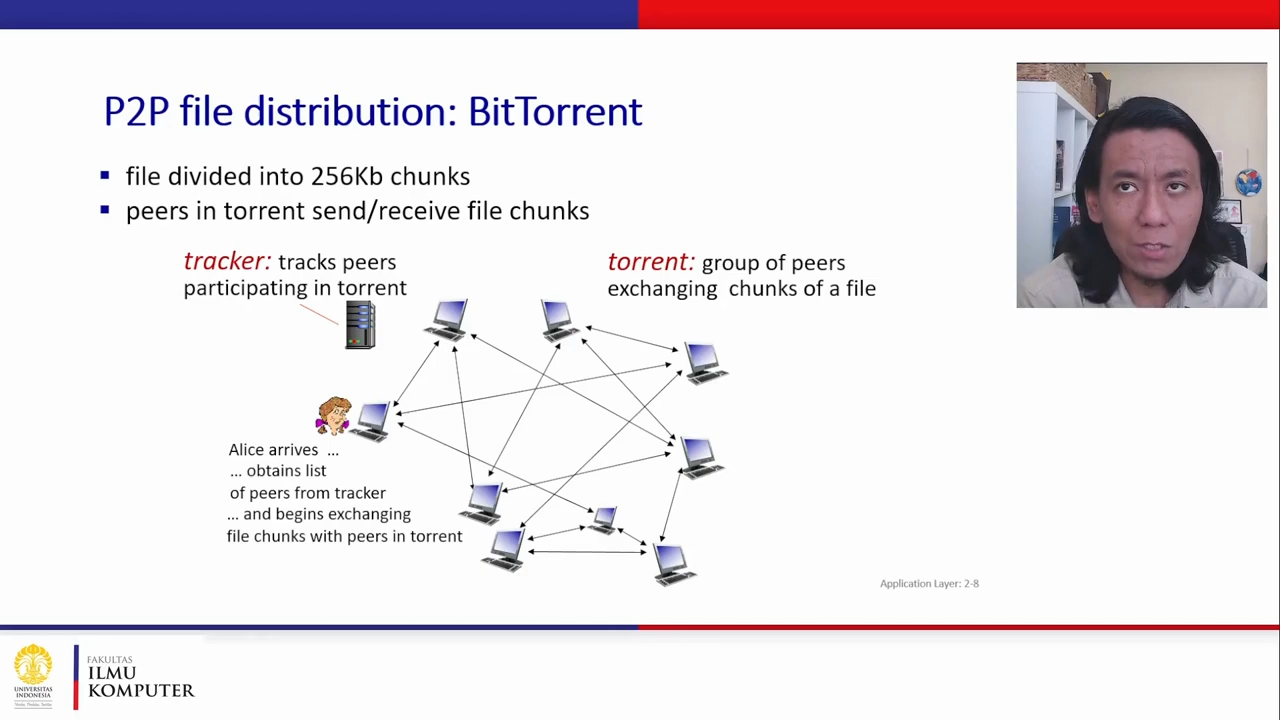 P2P file distribution: BitTorrent
▪ file divided into 256Kb chunks
▪ peers in torrent send/receive file chunks
tracker: tracks peers
participating in torrent
torrent: group of peers
exchanging chunks of a file
Alice arrives …
… obtains list
of peers from tracker
… and begins exchanging
file chunks with peers in torrent
Application Layer: 2-8
UNIVERSITAS
INDONESIA
FAKULTAS
ILMU
KOMPUTER